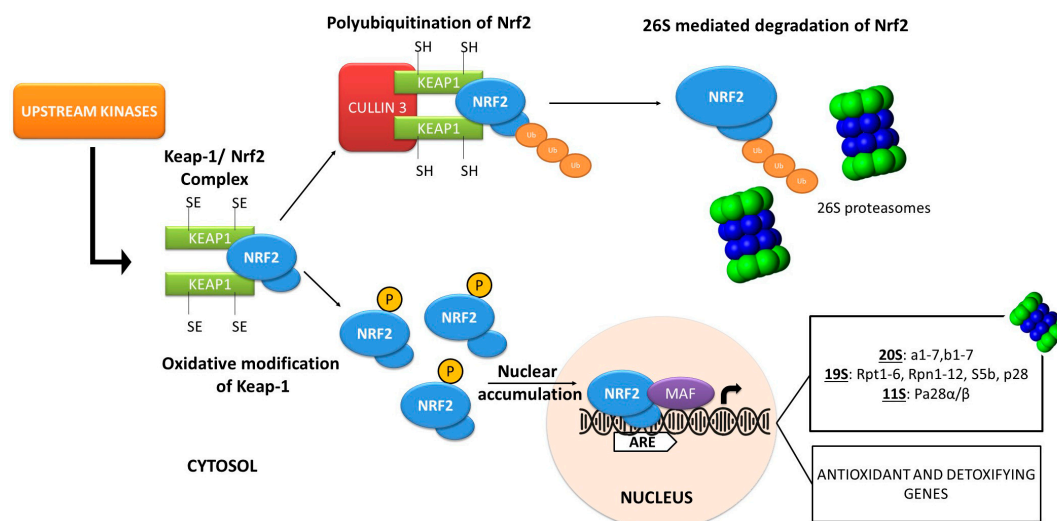 Polyubiquitination of Nrf2
26S mediated degradation of Nrf2
UPSTREAM KINASES
SH SH
KEAP1
CULLIN 3
NRF2
KEAP1
Ub
Ub
Ub
SH SH
NRF2
Ub
Ub
Ub
26S proteasomes
Keap-1/ Nrf2
Complex
SE SE
KEAP1
NRF2
KEAP1
SE SE
Oxidative modification
of Keap-1
P
NRF2
P
NRF2
P
NRF2
Nuclear
accumulation
NRF2
MAF
ARE
NUCLEUS
CYTOSOL
20S: a1-7,b1-7
19S: Rpt1-6, Rpn1-12, S5b, p28
11S: Pa28α/β
ANTIOXIDANT AND DETOXIFYING
GENES